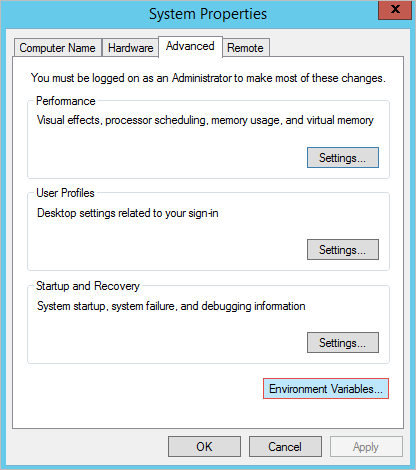 System Properties
x
Computer Name Hardware Advanced Remote
You must be logged on as an Administrator to make most of these changes.
Performance
Visual effects, processor scheduling, memory usage, and virtual memory
Settings...
User Profiles
Desktop settings related to your sign-in
Settings...
Startup and Recovery
System startup, system failure, and debugging information
Settings...
Environment Variables...
OK Cancel Apply